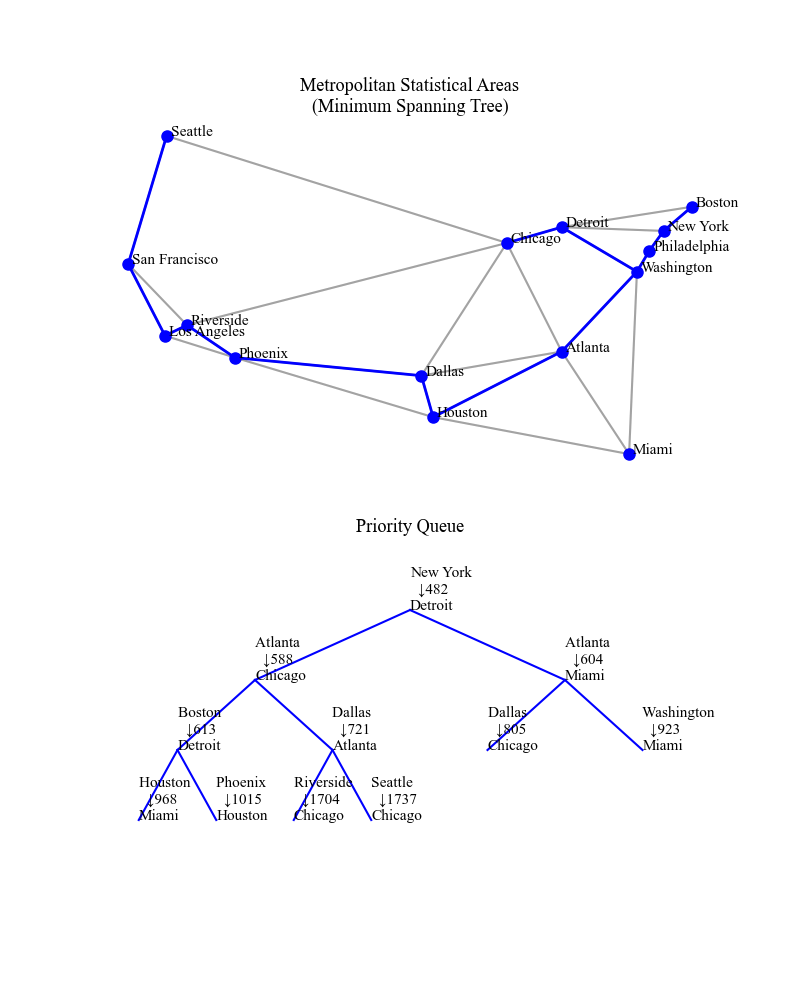 Metropolitan Statistical Areas
(Minimum Spanning Tree)
Seattle
Boston
Detroit
New York
Chicago
Philadelphia
San Francisco
Washington
Riverside
Los Angeles
Atlanta
Phoenix
Dallas
Houston
Miami
Priority Queue
New York
↓482
Detroit
Atlanta
↓588
Chicago
Atlanta
↓604
Miami
Boston
↓613
Detroit
Dallas
↓721
Atlanta
Dallas
↓805
Chicago
Washington
↓923
Miami
Houston
↓968
Miami
Phoenix
↓1015
Houston
Riverside
↓1704
Chicago
Seattle
↓1737
Chicago